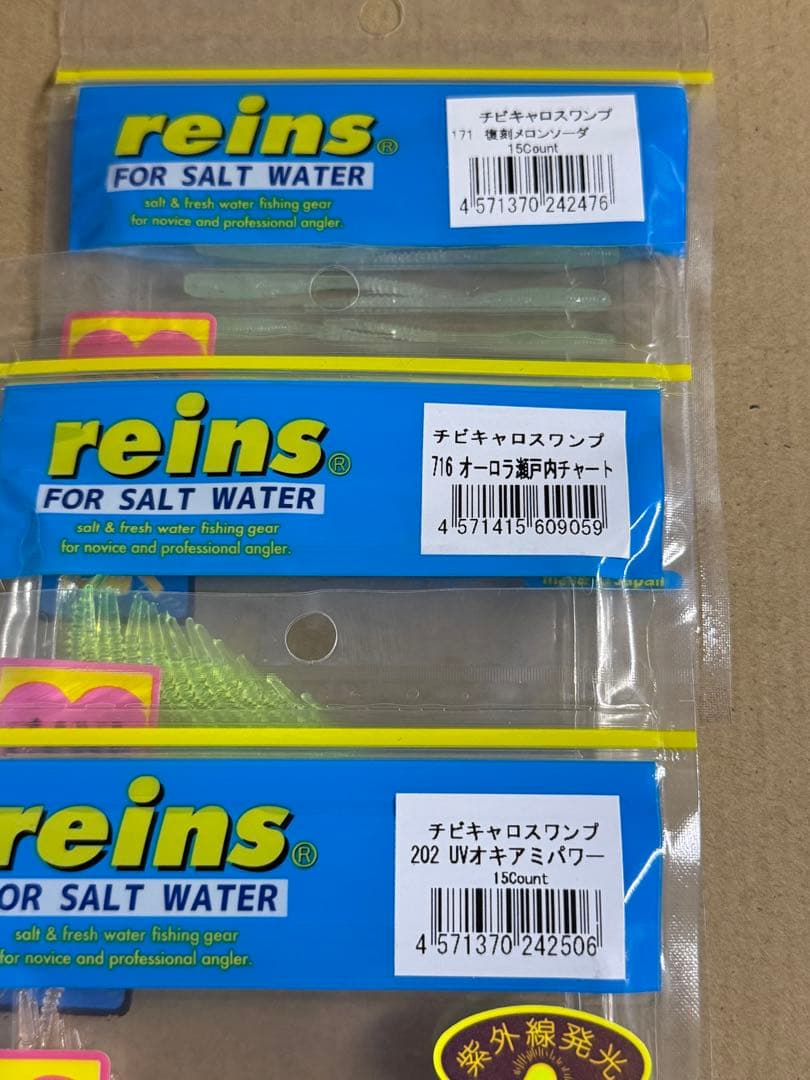 reins®
FOR SALT WATER
salt & fresh water fishing gear
for novice and professional angler.
チビキャロスワンプ
171 復刻メロンソーダ
15Count
4 571370 242476
reins®
FOR SALT WATER
salt & fresh water fishing gear
for novice and professional angler.
チビキャロスワンプ
716 オーロラ瀬戸内チャート
4 571415 609059
reins®
OR SALT WATER
salt & fresh water fishing gear
for novice and professional angler.
チビキャロスワンプ
202 UVオキアミパワー
15Count
4 571370 242506
紫外線発光